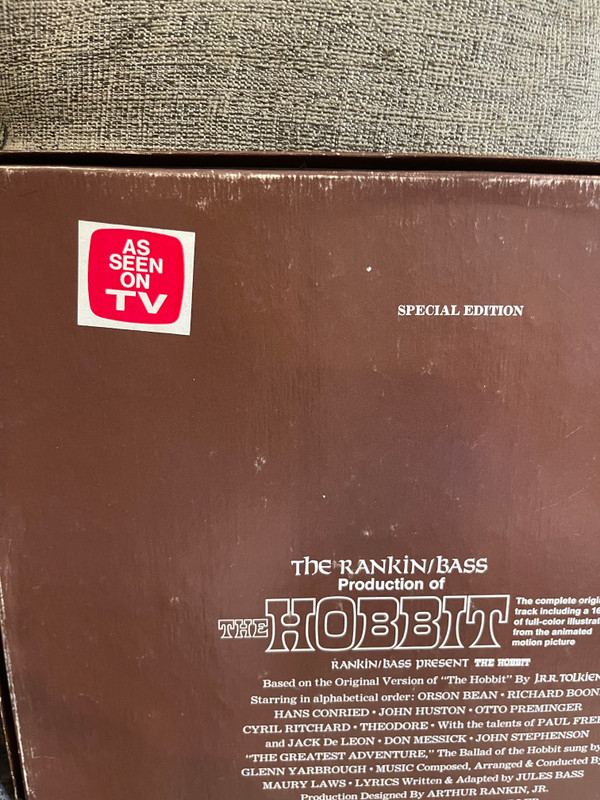 AS
SEEN
ON
TV
SPECIAL EDITION
The RANKIN/BASS
Production of
THE HOBBIT
The complete origi
track including a 16
of full-color illustrat
from the animated
motion picture
RANKIN/BASS PRESENT THE HOBBIT
Based on the Original Version of "The Hobbit" By J.R.R. TOLKIEN
Starring in alphabetical order: ORSON BEAN • RICHARD BOON
HANS CONRIED • JOHN HUSTON • OTTO PREMINGER
CYRIL RITCHARD • THEODORE • With the talents of PAUL FREE
and JACK De LEON • DON MESSICK • JOHN STEPHENSON
"THE GREATEST ADVENTURE," The Ballad of the Hobbit sung by
GLENN YARBROUGH • MUSIC Composed, Arranged & Conducted By
MAURY LAWS • LYRICS Written & Adapted by JULES BASS
Production Designed By ARTHUR RANKIN, JR.